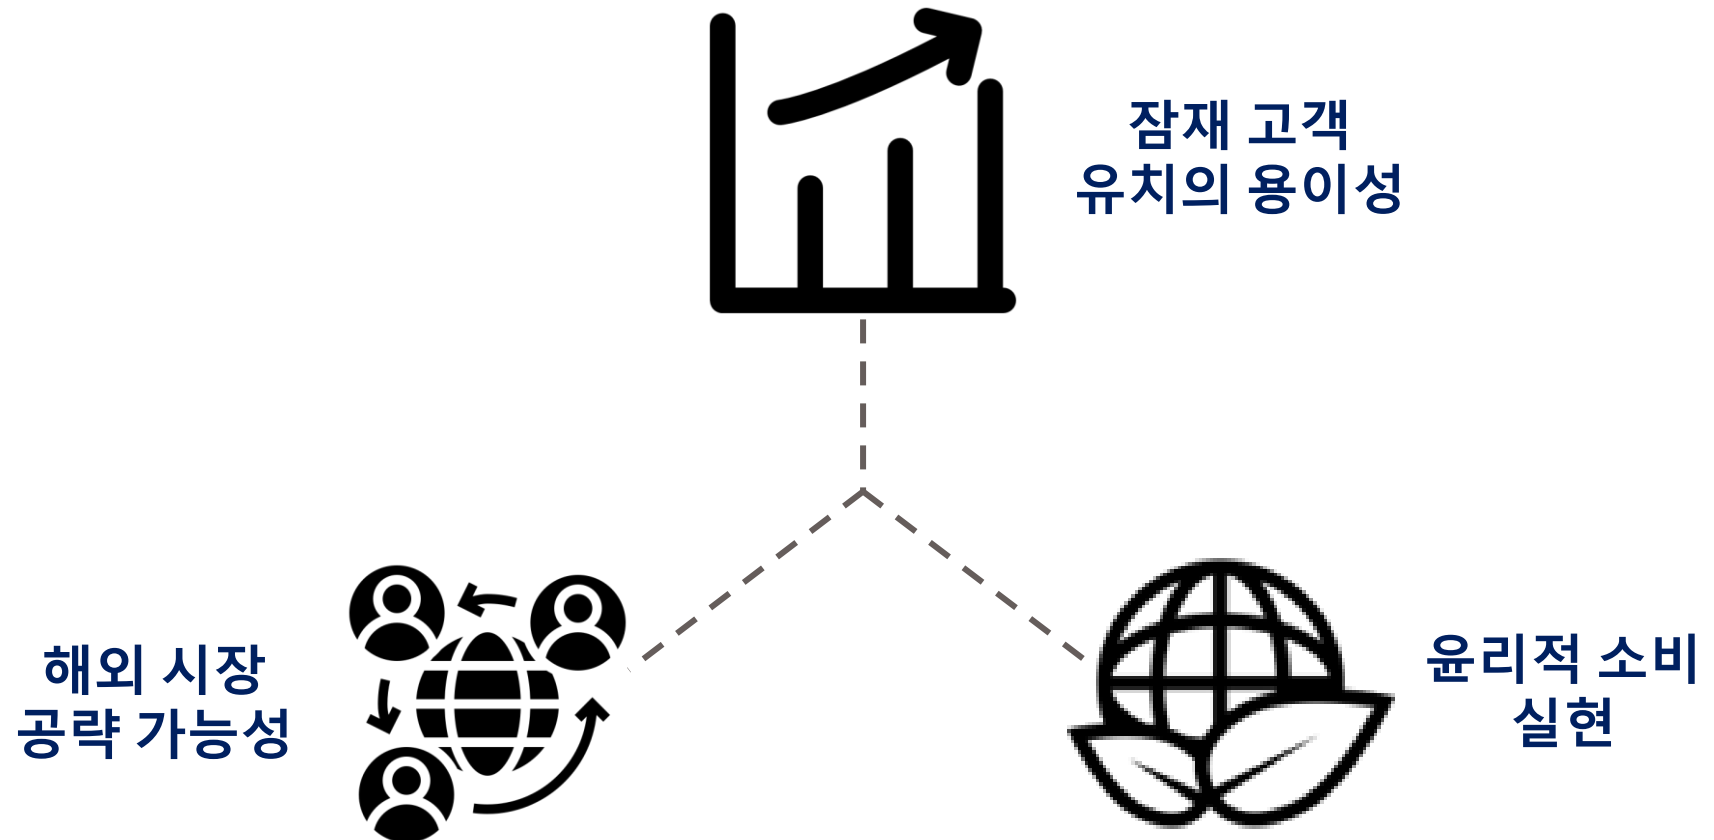 잠재 고객
유치의 용이성
해외 시장
공략 가능성
윤리적 소비
실현